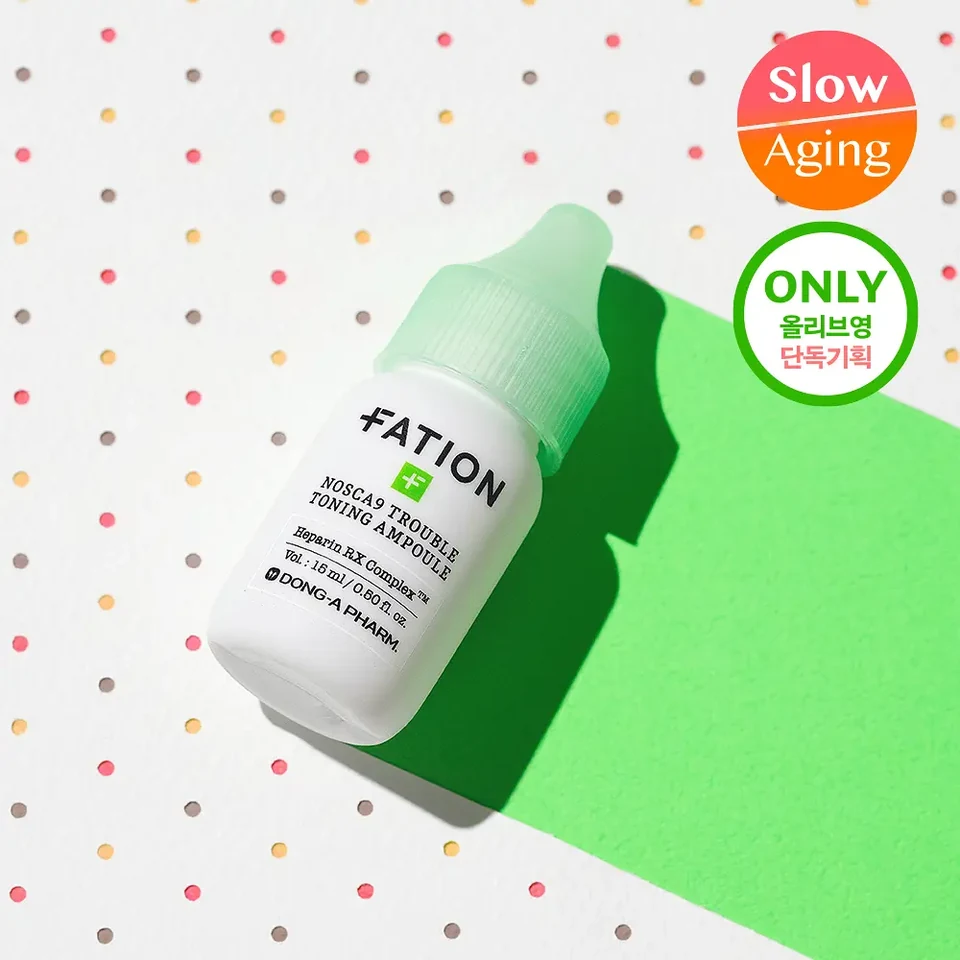 Slow
Aging
ONLY
올리브영
단독기획
FATION
NOSCA9 TROUBLE
TONING AMPOULE
Heparin RX Complex™
Vol. : 15 ml / 0.50 fl. oz.
DONG-A PHARM.